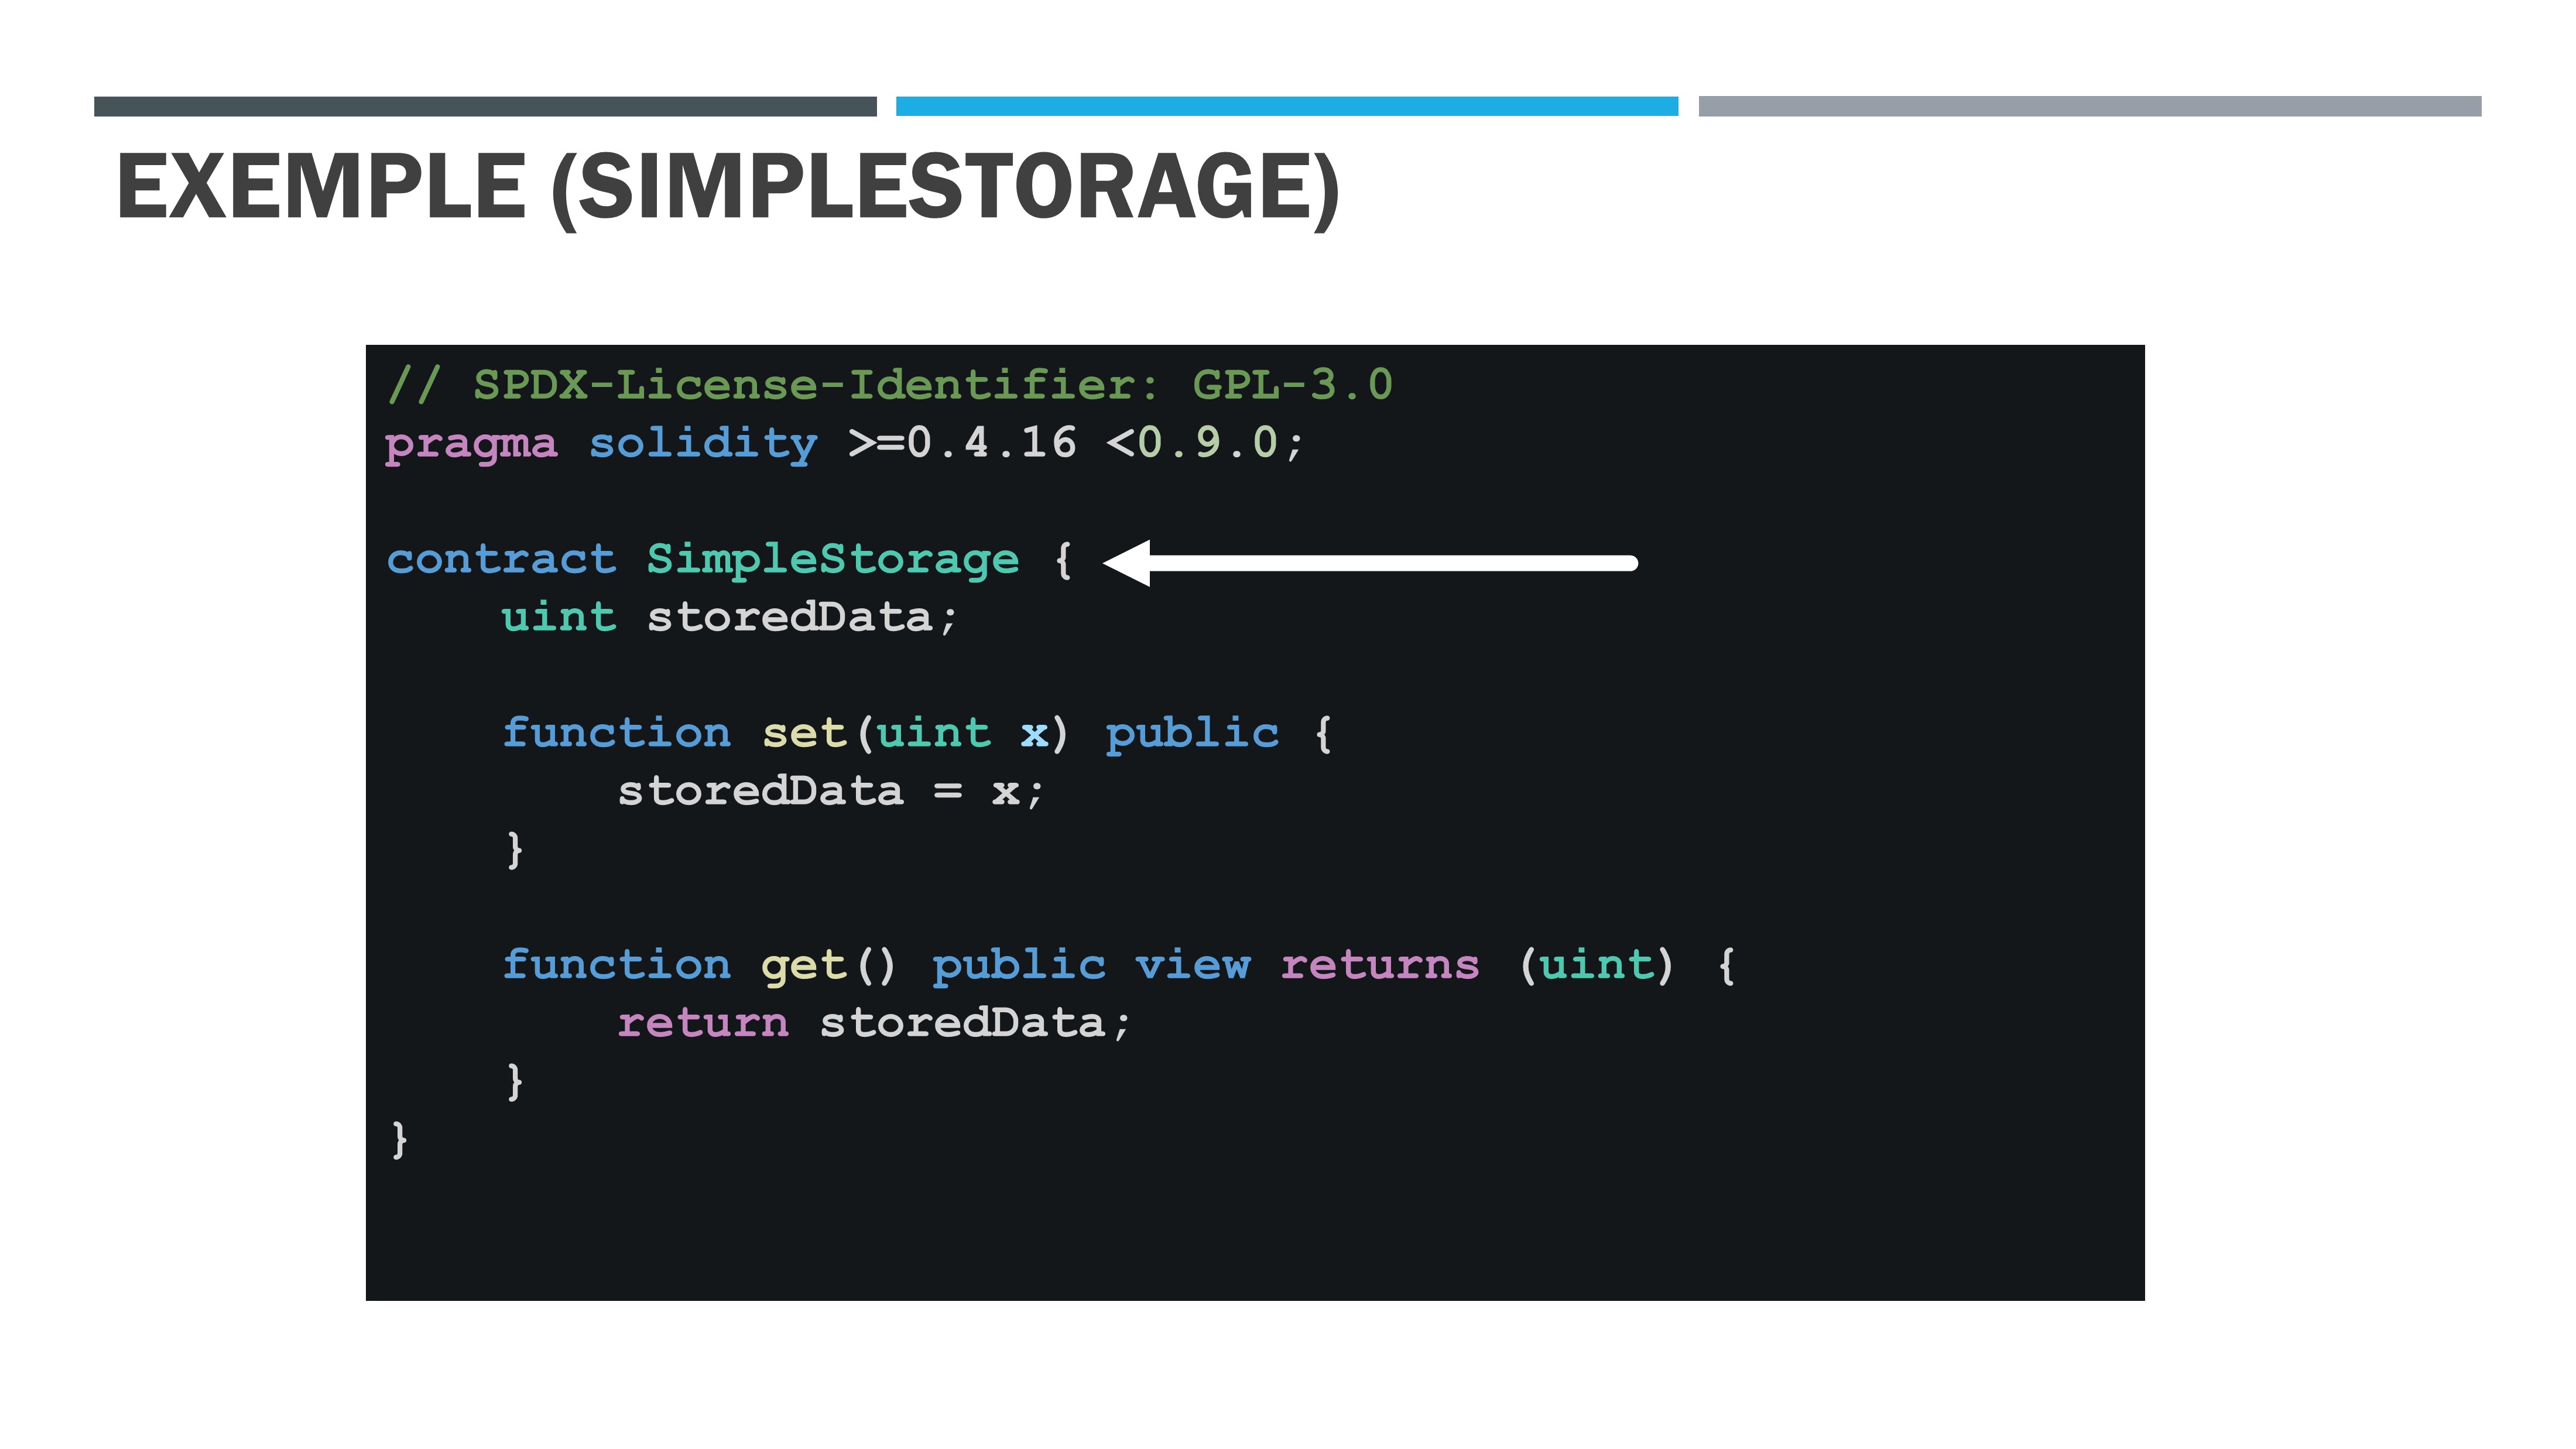 EXEMPLE (SIMPLESTORAGE)
// SPDX-License-Identifier: GPL-3.0
pragma solidity >=0.4.16 <0.9.0;
contract SimpleStorage {
    uint storedData;
    function set(uint x) public {
        storedData = x;
    }
    function get() public view returns (uint) {
        return storedData;
    }
}